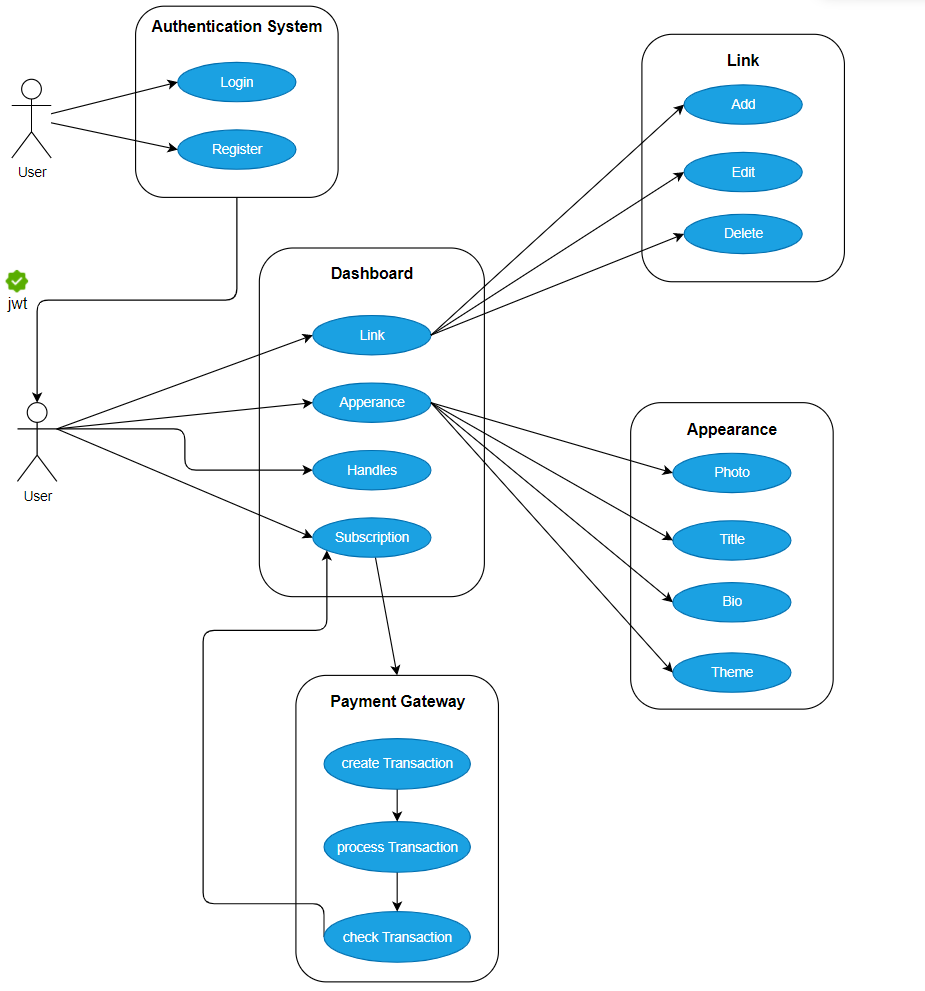 Authentication System
Login
Register
User
Link
Add
Edit
Delete
jwt
User
Dashboard
Link
Apperance
Handles
Subscription
Appearance
Photo
Title
Bio
Theme
Payment Gateway
create Transaction
process Transaction
check Transaction